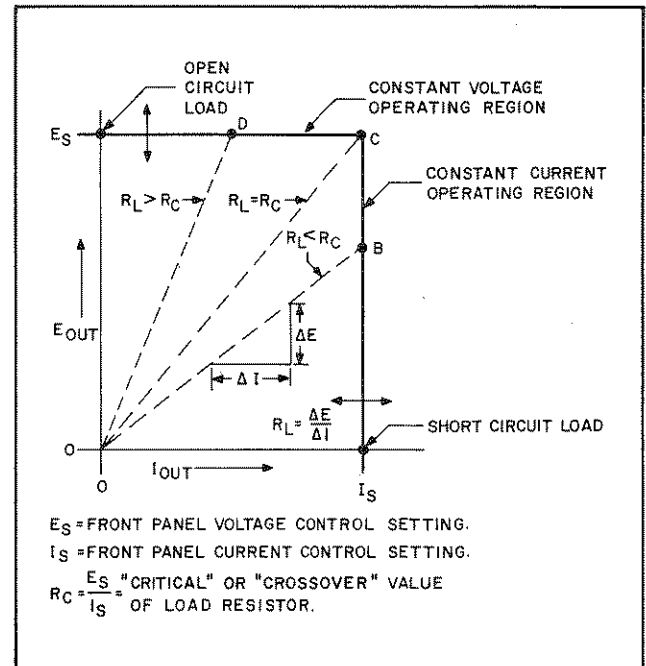 OPEN
CIRCUIT
LOAD
CONSTANT VOLTAGE
OPERATING REGION
E_S
D
C
CONSTANT CURRENT
OPERATING REGION
R_L > R_C
R_L = R_C
R_L < R_C
B
E_OUT
ΔE
ΔI
R_L = ΔE/ΔI
SHORT CIRCUIT LOAD
O
I_OUT
O
I_S
E_S = FRONT PANEL VOLTAGE CONTROL SETTING.
I_S = FRONT PANEL CURRENT CONTROL SETTING.
R_C = E_S/I_S = "CRITICAL" OR "CROSSOVER" VALUE
OF LOAD RESISTOR.